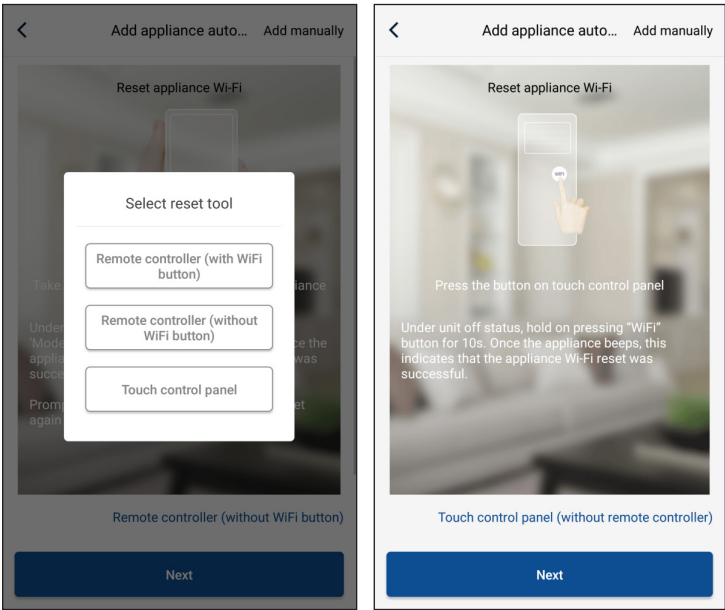 Add appliance auto... Add manually
Reset appliance Wi-Fi
Select reset tool
Remote controller (with WiFi
button)
Remote controller (without
WiFi button)
Touch control panel
Take
iance
Under
'Mode
ce the
applia
was
succe
Promp
et
again
Remote controller (without WiFi button)
Next
Add appliance auto... Add manually
Reset appliance Wi-Fi
WiFi
Press the button on touch control panel
Under unit off status, hold on pressing “WiFi”
button for 10s. Once the appliance beeps, this
indicates that the appliance Wi-Fi reset was
successful.
Touch control panel (without remote controller)
Next